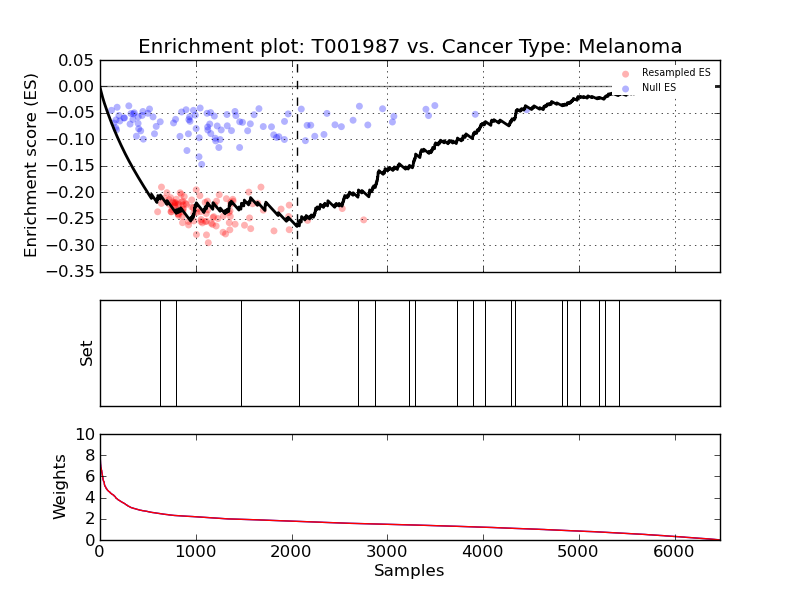 Enrichment plot: T001987 vs. Cancer Type: Melanoma
Enrichment score (ES)
0.05
0.00
−0.05
−0.10
−0.15
−0.20
−0.25
−0.30
−0.35
Resampled ES
Null ES
Set
Weights
10
8
6
4
2
0
0 1000 2000 3000 4000 5000 6000
Samples